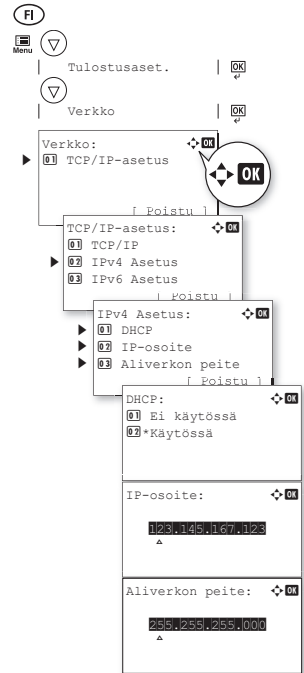 FI
Menu
Tulostusaset. OK
Verkko OK
Verkko: OK
01 TCP/IP-asetus
OK
[ Poistu ]
TCP/IP-asetus: OK
01 TCP/IP
02 IPv4 Asetus
03 IPv6 Asetus
[ Poistu ]
IPv4 Asetus: OK
01 DHCP
02 IP-osoite
03 Aliverkon peite
[ Poistu ]
DHCP: OK
01 Ei käytössä
02 *Käytössä
IP-osoite: OK
123.145.167.123
Aliverkon peite: OK
255.255.255.000